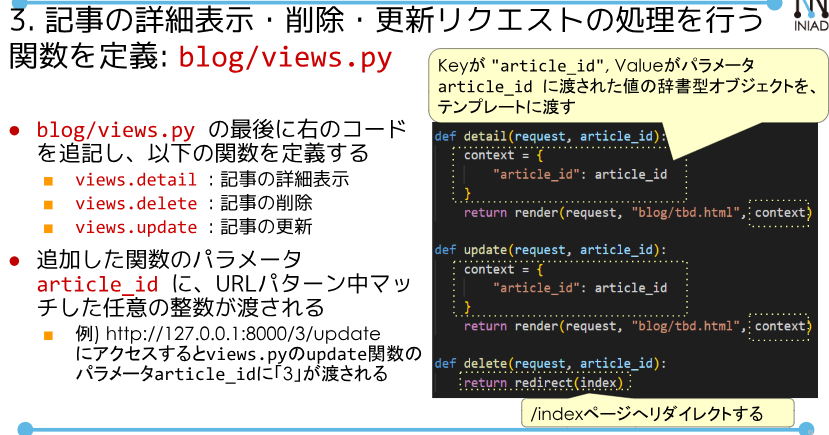 3. 記事の詳細表示・削除・更新リクエストの処理を行う
関数を定義: blog/views.py
INIAD
Keyが "article_id", Valueがパラメータ
article_id に渡された値の辞書型オブジェクトを、
テンプレートに渡す
● blog/views.py の最後に右のコード
を追記し、以下の関数を定義する
■ views.detail : 記事の詳細表示
■ views.delete : 記事の削除
■ views.update : 記事の更新
● 追加した関数のパラメータ
article_id に、URLパターン中マッ
チした任意の整数が渡される
■ 例) http://127.0.0.1:8000/3/update
にアクセスするとviews.pyのupdate関数の
パラメータarticle_idに「3」が渡される
def detail(request, article_id):
context = {
"article_id": article_id
}
return render(request, "blog/tbd.html", context)
def update(request, article_id):
context = {
"article_id": article_id
}
return render(request, "blog/tbd.html", context)
def delete(request, article_id):
return redirect(index)
/indexページへリダイレクトする